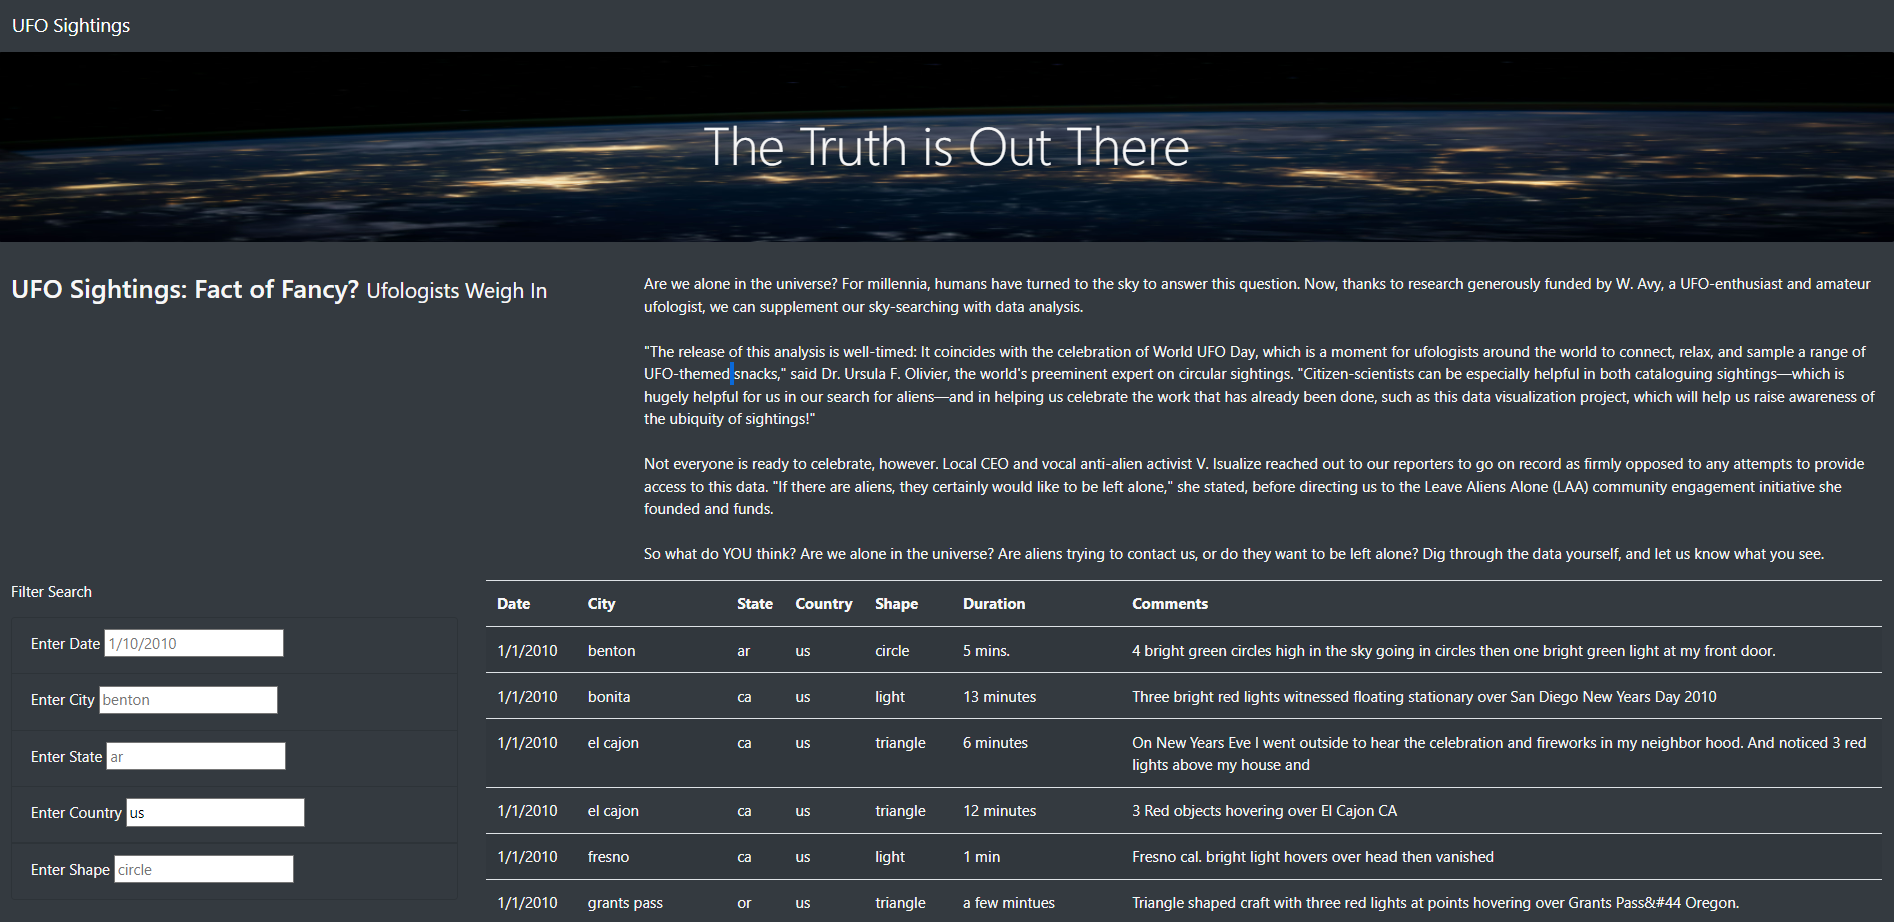 UFO Sightings
The Truth is Out There
UFO Sightings: Fact of Fancy? Ufologists Weigh In
Are we alone in the universe? For millennia, humans have turned to the sky to answer this question. Now, thanks to research generously funded by W. Avy, a UFO-enthusiast and amateur
ufologist, we can supplement our sky-searching with data analysis.
"The release of this analysis is well-timed: It coincides with the celebration of World UFO Day, which is a moment for ufologists around the world to connect, relax, and sample a range of
UFO-themed snacks," said Dr. Ursula F. Olivier, the world's preeminent expert on circular sightings. "Citizen-scientists can be especially helpful in both cataloguing sightings—which is
hugely helpful for us in our search for aliens—and in helping us celebrate the work that has already been done, such as this data visualization project, which will help us raise awareness of
the ubiquity of sightings!"
Not everyone is ready to celebrate, however. Local CEO and vocal anti-alien activist V. Isualize reached out to our reporters to go on record as firmly opposed to any attempts to provide
access to this data. "If there are aliens, they certainly would like to be left alone," she stated, before directing us to the Leave Aliens Alone (LAA) community engagement initiative she
founded and funds.
So what do YOU think? Are we alone in the universe? Are aliens trying to contact us, or do they want to be left alone? Dig through the data yourself, and let us know what you see.
Filter Search
Enter Date 1/10/2010
Enter City benton
Enter State ar
Enter Country us
Enter Shape circle
Date City State Country Shape Duration Comments
1/1/2010 benton ar us circle 5 mins. 4 bright green circles high in the sky going in circles then one bright green light at my front door.
1/1/2010 bonita ca us light 13 minutes Three bright red lights witnessed floating stationary over San Diego New Years Day 2010
1/1/2010 el cajon ca us triangle 6 minutes On New Years Eve I went outside to hear the celebration and fireworks in my neighbor hood. And noticed 3 red
lights above my house and
1/1/2010 el cajon ca us triangle 12 minutes 3 Red objects hovering over El Cajon CA
1/1/2010 fresno ca us light 1 min Fresno cal. bright light hovers over head then vanished
1/1/2010 grants pass or us triangle a few mintues Triangle shaped craft with three red lights at points hovering over Grants Pass&#44 Oregon.